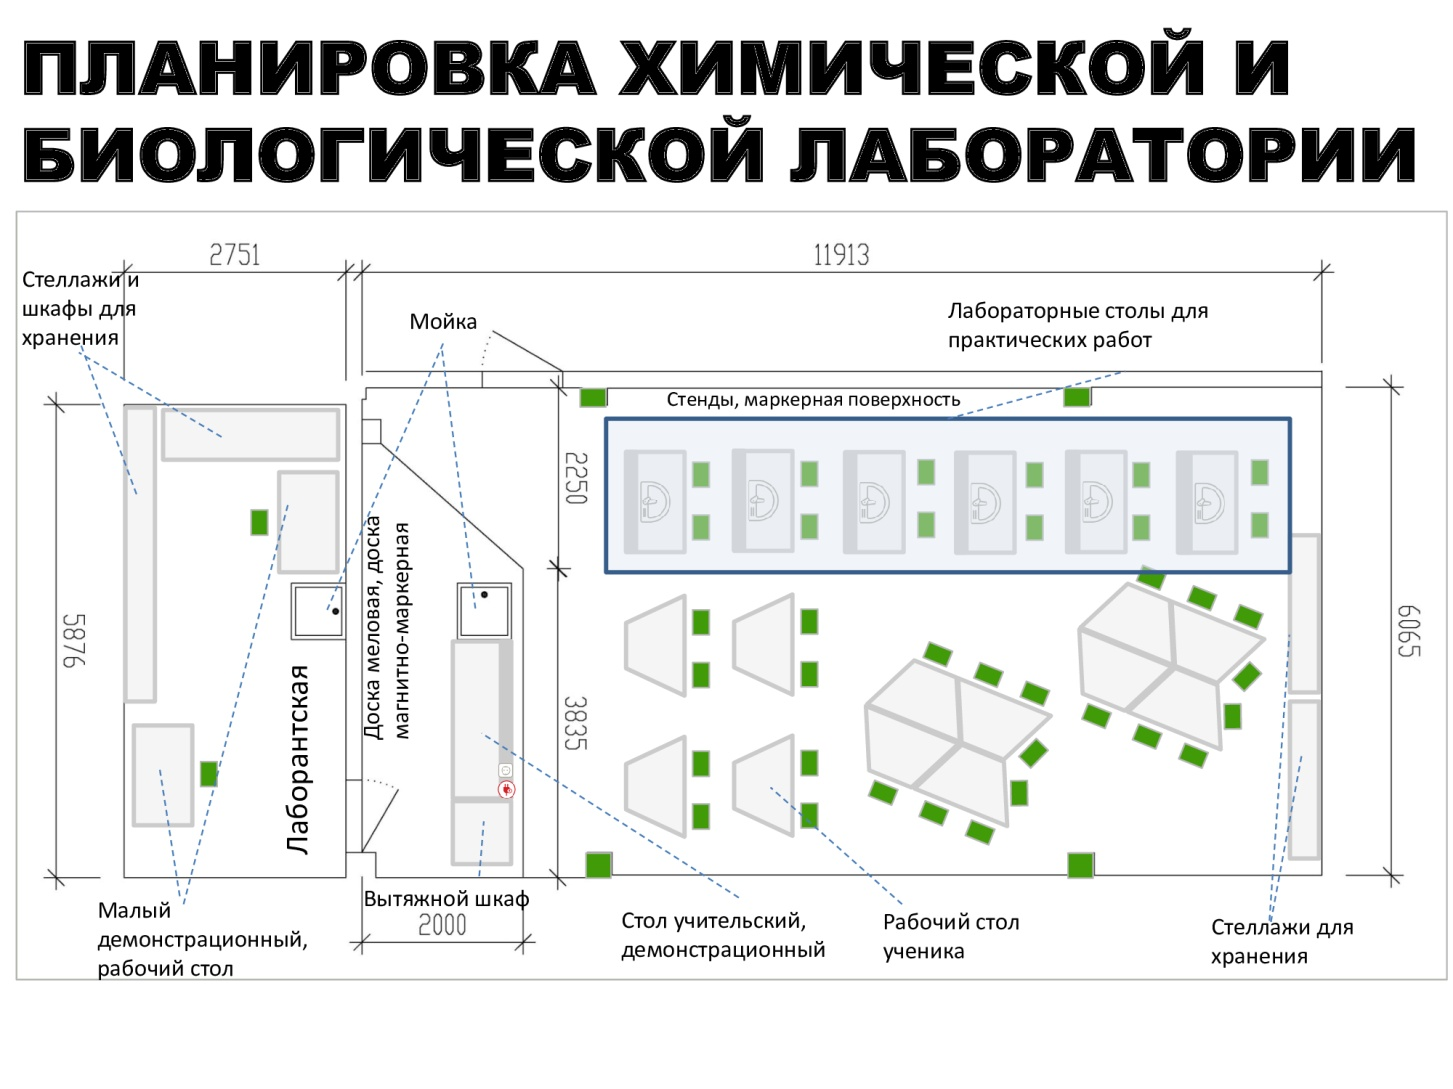 ПЛАНИРОВКА ХИМИЧЕСКОЙ И
БИОЛОГИЧЕСКОЙ ЛАБОРАТОРИИ
2751
11913
Стеллажи и
шкафы для
хранения
Мойка
Лабораторные столы для
практических работ
Стенды, маркерная поверхность
2250
Доска меловая, доска
магнитно-маркерная
5876
6065
3835
Лаборантская
Вытяжной шкаф
2000
Малый
демонстрационный,
рабочий стол
Стол учительский,
демонстрационный
Рабочий стол
ученика
Стеллажи для
хранения